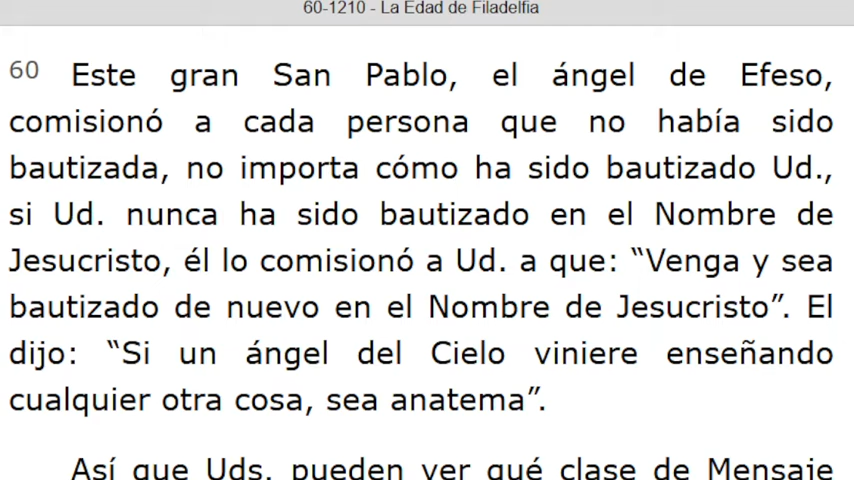 60-1210 - La Edad de Filadelfia
60 Este gran San Pablo, el ángel de Efeso,
comisionó a cada persona que no había sido
bautizada, no importa cómo ha sido bautizado Ud.,
si Ud. nunca ha sido bautizado en el Nombre de
Jesucristo, él lo comisionó a Ud. a que: “Venga y sea
bautizado de nuevo en el Nombre de Jesucristo”. El
dijo: “Si un ángel del Cielo viniere enseñando
cualquier otra cosa, sea anatema”.
Así que Uds. pueden ver qué clase de Mensaje